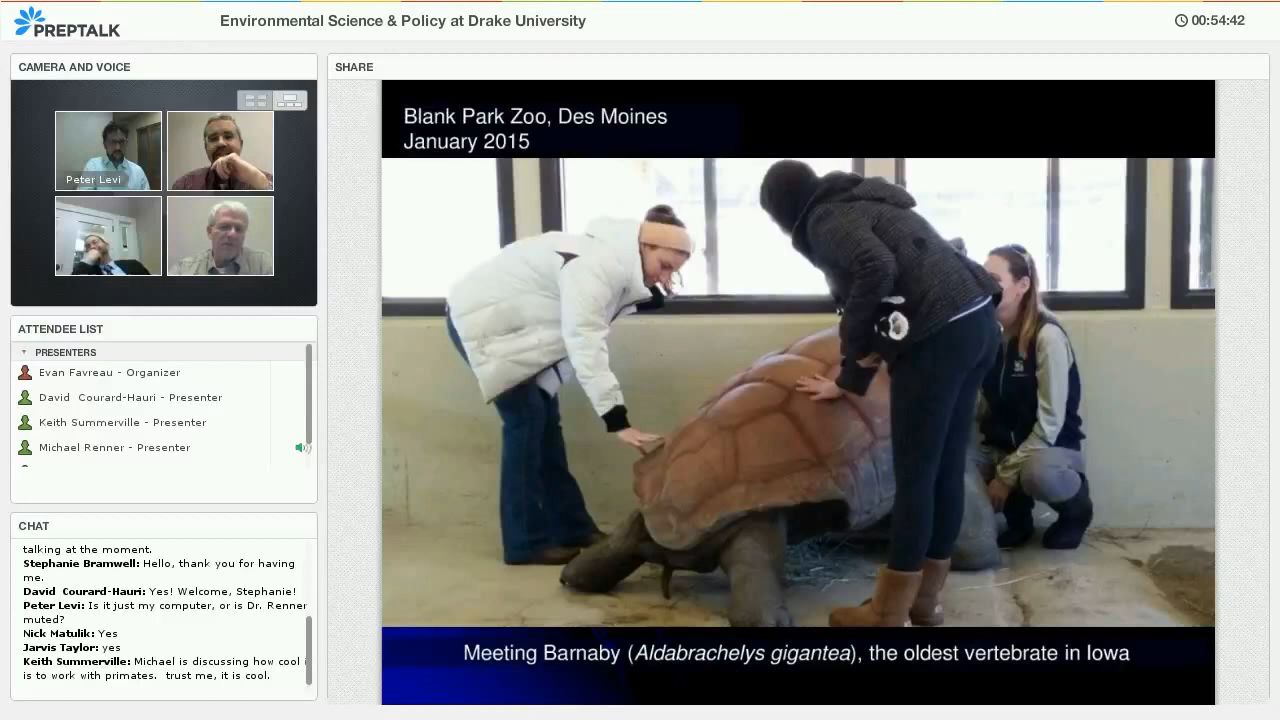 PREPTALK
Environmental Science & Policy at Drake University
00:54:42
CAMERA AND VOICE
Peter Levi
ATTENDEE LIST
PRESENTERS
Evan Favreau - Organizer
David Courard-Hauri - Presenter
Keith Summerville - Presenter
Michael Renner - Presenter
CHAT
talking at the moment.
Stephanie Bramwell: Hello, thank you for having
me.
David Courard-Hauri: Yes! Welcome, Stephanie!
Peter Levi: Is it just my computer, or is Dr. Renner
muted?
Nick Matulik: Yes
Jarvis Taylor: yes
Keith Summerville: Michael is discussing how cool i
is to work with primates. trust me, it is cool.
SHARE
Blank Park Zoo, Des Moines
January 2015
Meeting Barnaby (Aldabrachelys gigantea), the oldest vertebrate in Iowa